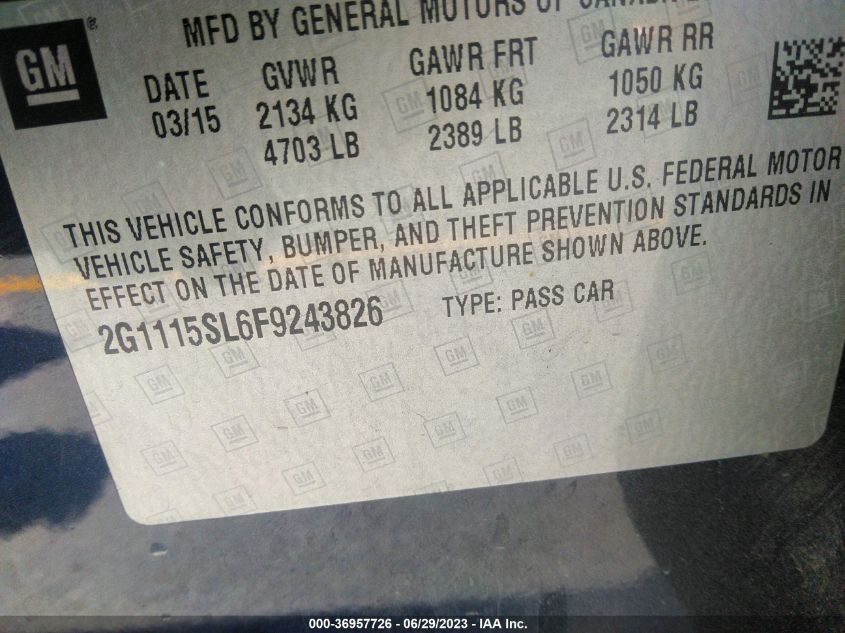 MFD BY GENERAL MOTORS OF
GM ®
DATE GVWR GAWR FRT GAWR RR
03/15 2134 KG 1084 KG 1050 KG
4703 LB 2389 LB 2314 LB
THIS VEHICLE CONFORMS TO ALL APPLICABLE U.S. FEDERAL MOTOR
VEHICLE SAFETY, BUMPER, AND THEFT PREVENTION STANDARDS IN
EFFECT ON THE DATE OF MANUFACTURE SHOWN ABOVE.
2G1115SL6F9243826 TYPE: PASS CAR
000-36957726 - 06/29/2023 - IAA Inc.